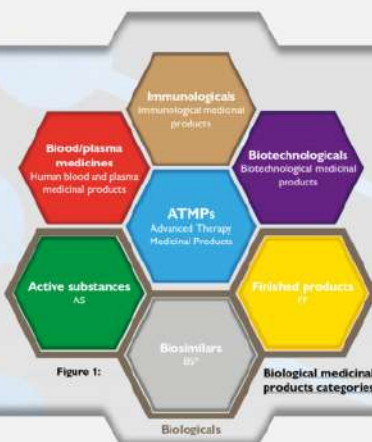 Immunologicals
Immunological medicinal
products
Blood/plasma
medicines
Human blood and plasma
medicinal products
Biotechnologicals
Biotechnological medicinal
products
ATMPs
Advanced Therapy
Medicinal Products
Active substances
AS
Finished products
FP
Biosimilars
Figure 1:
Biological medicinal
products categories
Biologicals